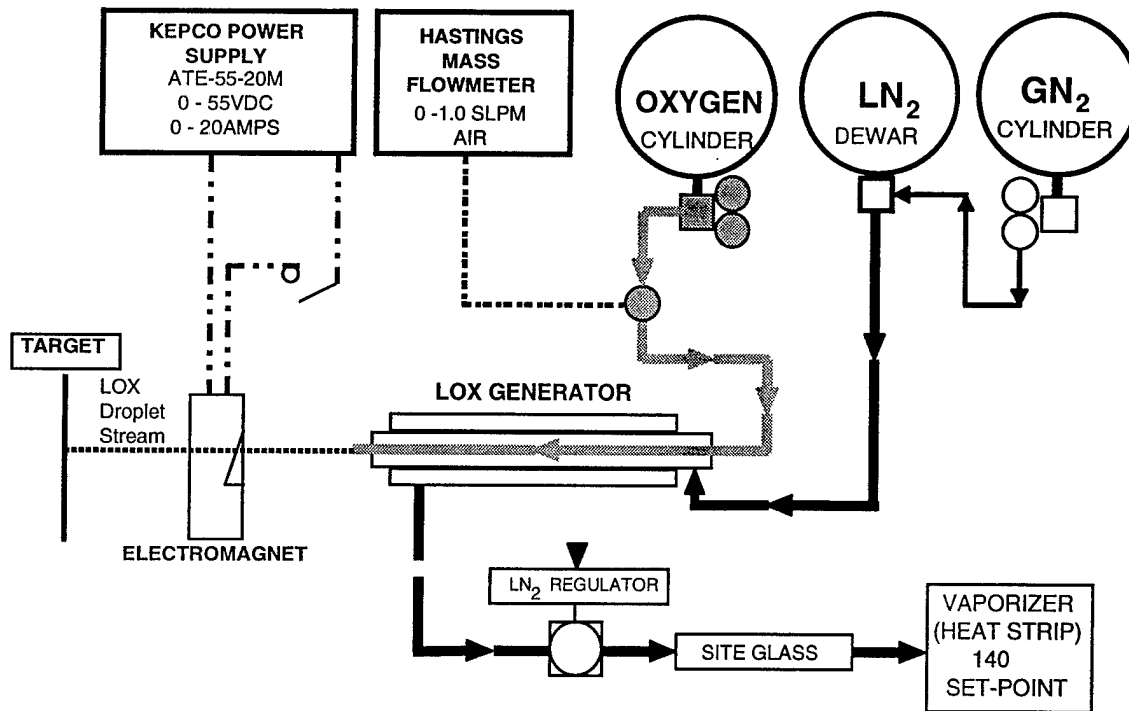 KEPCO POWER
SUPPLY
ATE-55-20M
0 - 55VDC
0 - 20AMPS
HASTINGS
MASS
FLOWMETER
0 -1.0 SLPM
AIR
OXYGEN
CYLINDER
LN2
DEWAR
GN2
CYLINDER
TARGET
LOX
Droplet
Stream
LOX GENERATOR
ELECTROMAGNET
LN2 REGULATOR
SITE GLASS
VAPORIZER
(HEAT STRIP)
140
SET-POINT